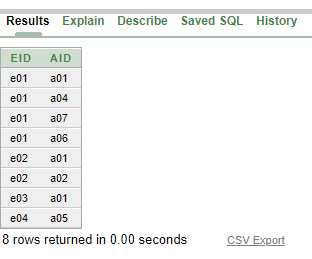 Results Explain Describe Saved SQL History
EID AID
e01 a01
e01 a04
e01 a07
e01 a06
e02 a01
e02 a02
e03 a01
e04 a05
8 rows returned in 0.00 seconds CSV Export